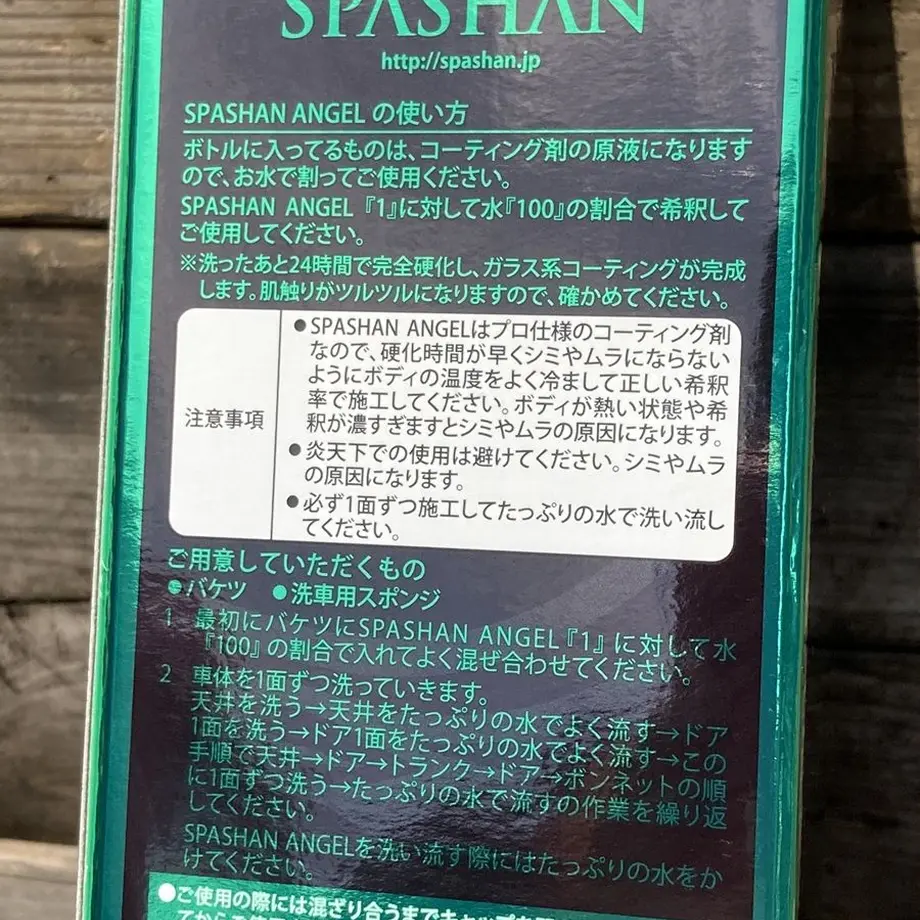 SPASHAN
http://spashan.jp
SPASHAN ANGEL の使い方
ボトルに入ってるものは、コーティング剤の原液になります
ので、お水で割ってご使用ください。
SPASHAN ANGEL『1』に対して水『100』の割合で希釈して
ご使用してください。
※洗ったあと24時間で完全硬化し、ガラス系コーティングが完成
します。肌触りがツルツルになりますので、確かめてください。
注意事項
●SPASHAN ANGELはプロ仕様のコーティング剤
なので、硬化時間が早くシミやムラにならない
ようにボディの温度をよく冷まして正しい希釈
率で施工してください。ボディが熱い状態や希
釈が濃すぎますとシミやムラの原因になります。
●炎天下での使用は避けてください。シミやムラ
の原因になります。
●必ず1面ずつ施工してたっぷりの水で洗い流し
てください。
ご用意していただくもの
●バケツ ●洗車用スポンジ
1 最初にバケツにSPASHAN ANGEL『1』に対して水
『100』の割合で入れてよく混ぜ合わせてください。
2 車体を1面ずつ洗っていきます。
天井を洗う→天井をたっぷりの水でよく流す→ドア
1面を洗う→ドア1面をたっぷりの水でよく流す→この
手順で天井→ドア→トランク→ドア→ボンネットの順
に1面ずつ洗う→たっぷりの水で流すの作業を繰り返
してください。
SPASHAN ANGELを洗い流す際にはたっぷりの水をか
けてください。
●ご使用の際には混ざり合うまでキャップを
てからご使用